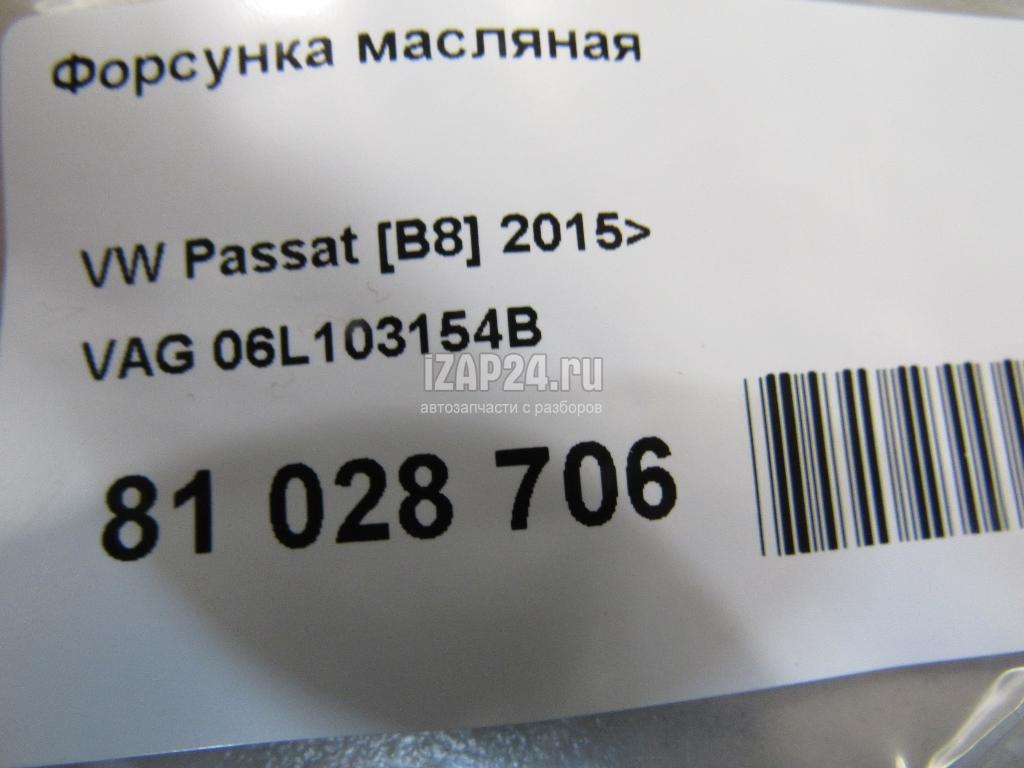 Форсунка масляная
VW Passat [B8] 2015>
VAG 06L103154B
iZAP24.ru
автозапчасти с разборов
81 028 706